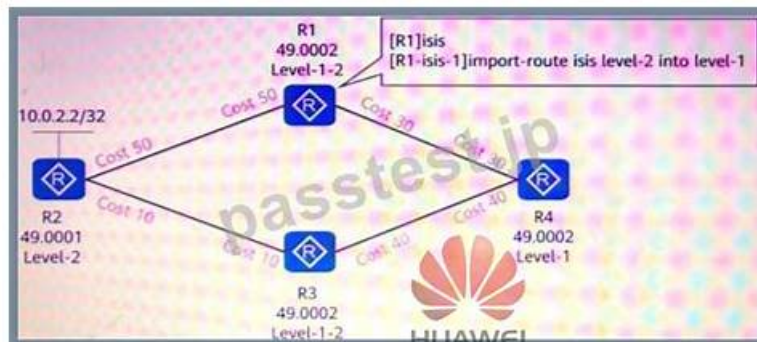 R1
49.0002
Level-1-2
[R1]isis
[R1-isis-1]import-route isis level-2 into level-1
Cost 50
Cost 30
10.0.2.2/32
Cost 50
Cost 30
R
R
R
R
R2
49.0001
Level-2
Cost 10
Cost 40
R4
49.0002
Level-1
Cost 10
Cost 40
R3
49.0002
Level-1-2
passtest.jp
HUAWEI